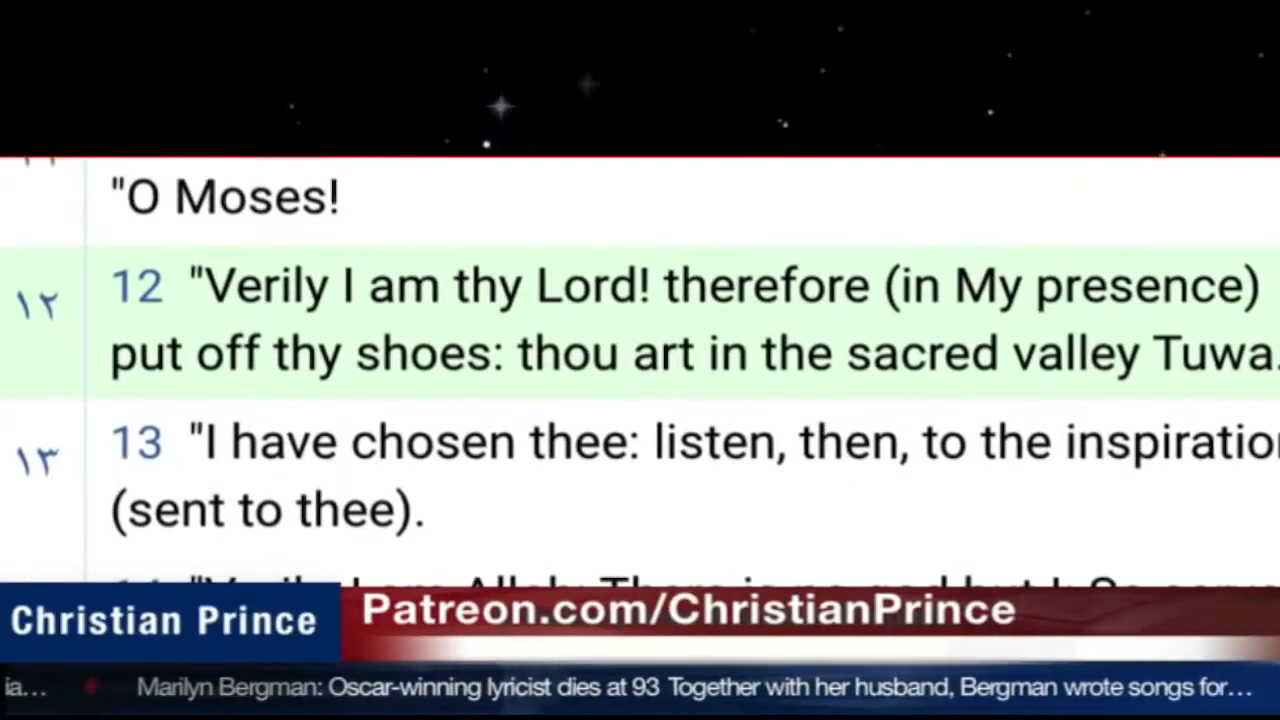 "O Moses!
١٢ 12 "Verily I am thy Lord! therefore (in My presence)
put off thy shoes: thou art in the sacred valley Tuwa.
١٣ 13 "I have chosen thee: listen, then, to the
(sent to thee).
Christian Prince
Patreon.com/ChristianPrince
ia... Marilyn Bergman: Oscar-winning lyricist dies at 93 Together with her husband, Bergman wrote songs for...